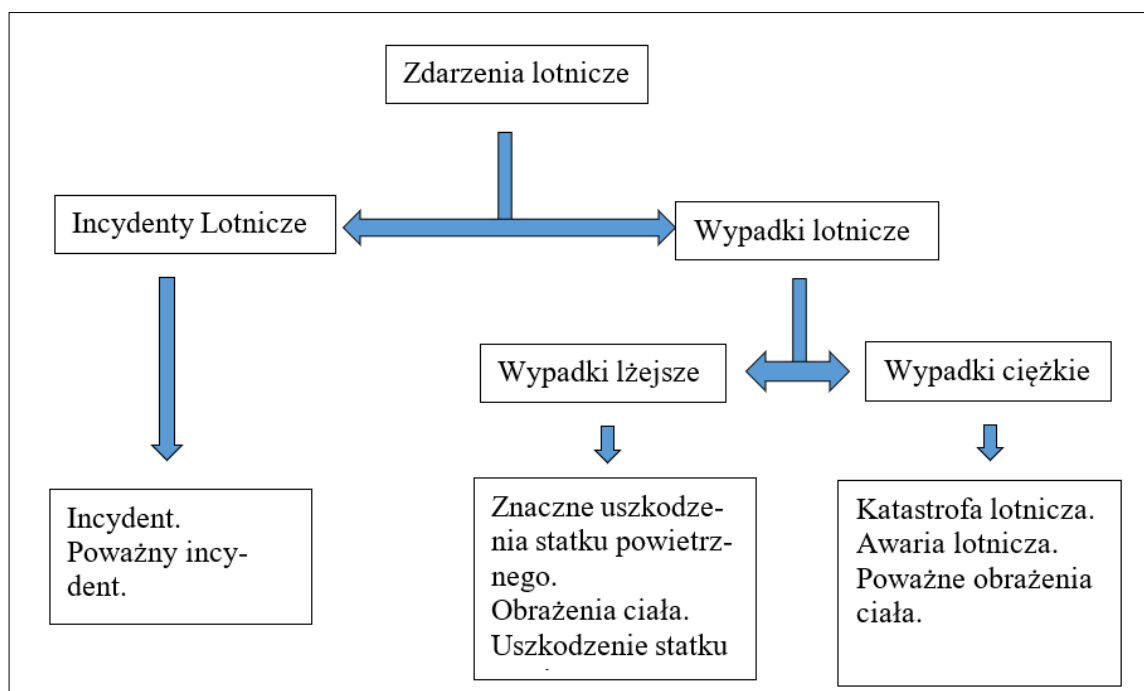 Zdarzenia lotnicze
Incydenty Lotnicze
Wypadki lotnicze
Wypadki lżejsze
Wypadki ciężkie
Incydent.
Poważny incy-
dent.
Znaczne uszkodze-
nia statku powietrz-
nego.
Obrażenia ciała.
Uszkodzenie statku
Katastrofa lotnicza.
Awaria lotnicza.
Poważne obrażenia
ciała.